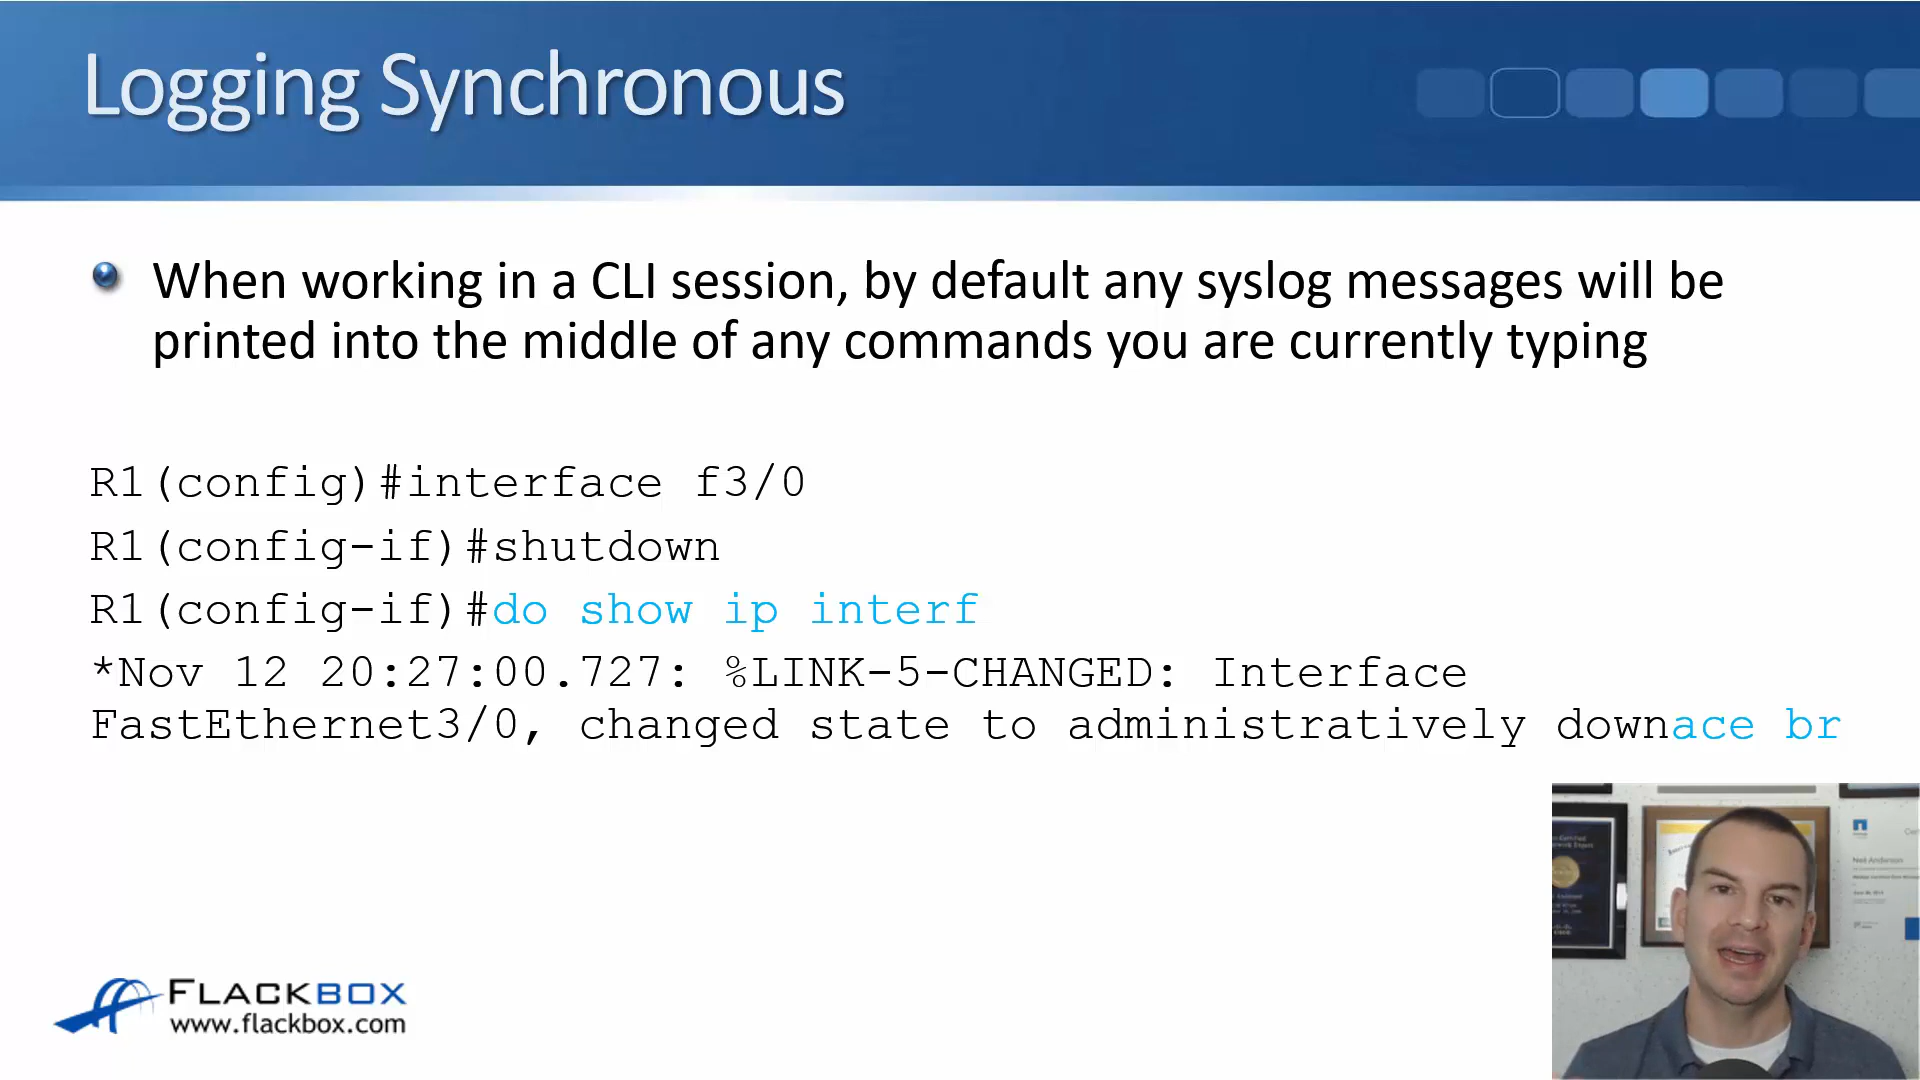 Logging Synchronous
When working in a CLI session, by default any syslog messages will be
printed into the middle of any commands you are currently typing
R1(config)#interface f3/0
R1(config-if)#shutdown
R1(config-if)#do show ip interf
*Nov 12 20:27:00.727: %LINK-5-CHANGED: Interface
FastEthernet3/0, changed state to administratively downace br
Neil Anderson
FLACKBOX
www.flackbox.com